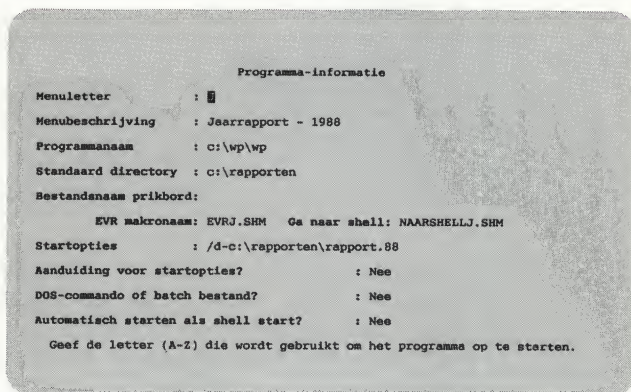 Programma-informatie
Menuletter : J
Menubeschrijving : Jaarrapport - 1988
Programmanaam : c:\wp\wp
Standaard directory : c:\rapporten
Bestandsnaam prikbord:
EVR makronaam: EVRJ.SHM Ga naar shell: NAARSHELLJ.SHM
Startopties : /d-c:\rapporten\rapport.88
Aanduiding voor startopties? : Nee
DOS-commando of batch bestand? : Nee
Automatisch starten als shell start? : Nee
Geef de letter (A-Z) die wordt gebruikt om het programma op te starten.